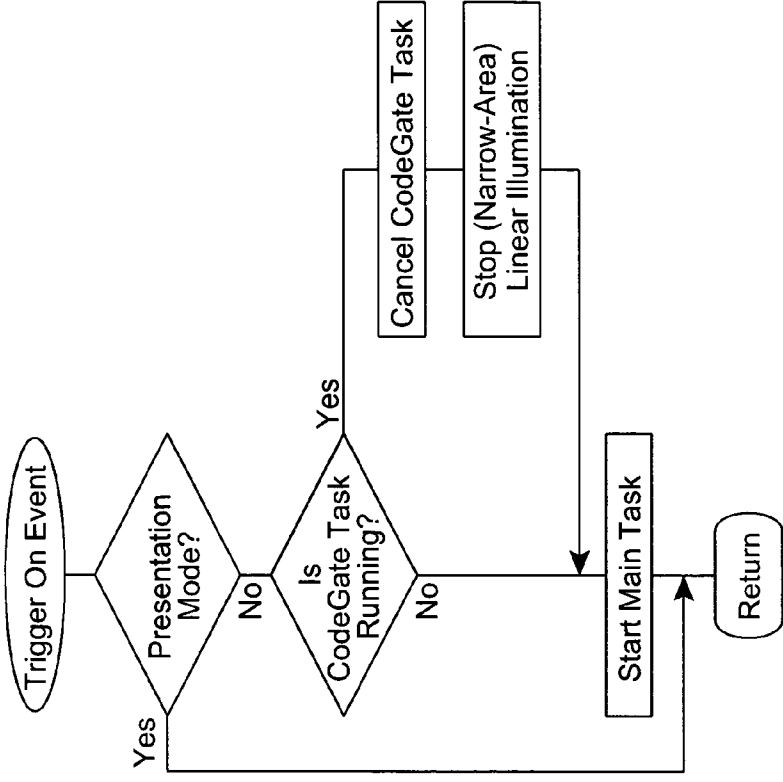 Trigger On Event
Presentation
Mode?
Yes
No
Is
CodeGate Task
Running?
Yes
No
Cancel CodeGate Task
Stop (Narrow-Area)
Linear Illumination
Start Main Task
Return